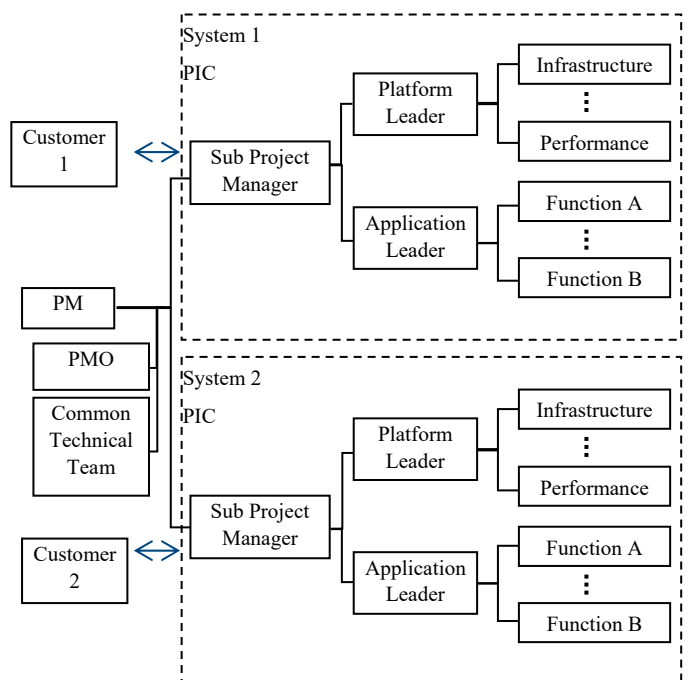 System 1
PIC
Customer
1
Sub Project
Manager
Platform
Leader
Infrastructure
Performance
Application
Leader
Function A
Function B
PM
PMO
Common
Technical
Team
System 2
PIC
Customer
2
Sub Project
Manager
Platform
Leader
Infrastructure
Performance
Application
Leader
Function A
Function B